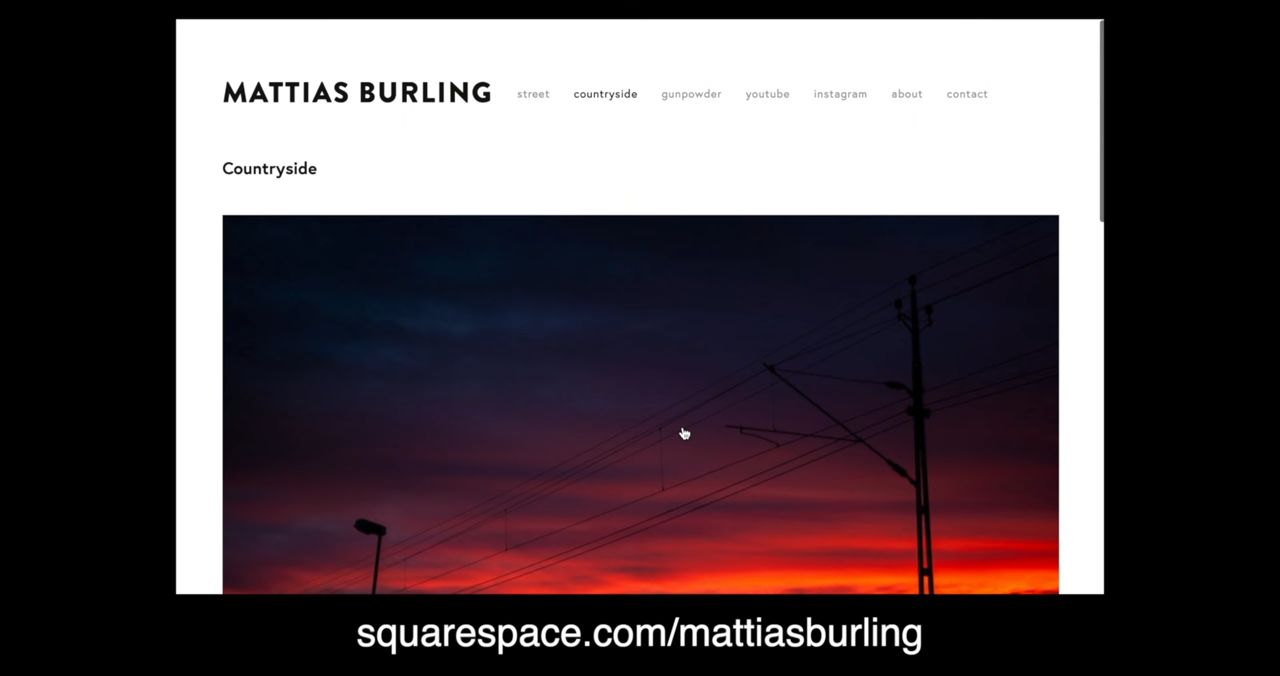 MATTIAS BURLING street countryside gunpowder youtube instagram about contact
Countryside
squarespace.com/mattiasburling